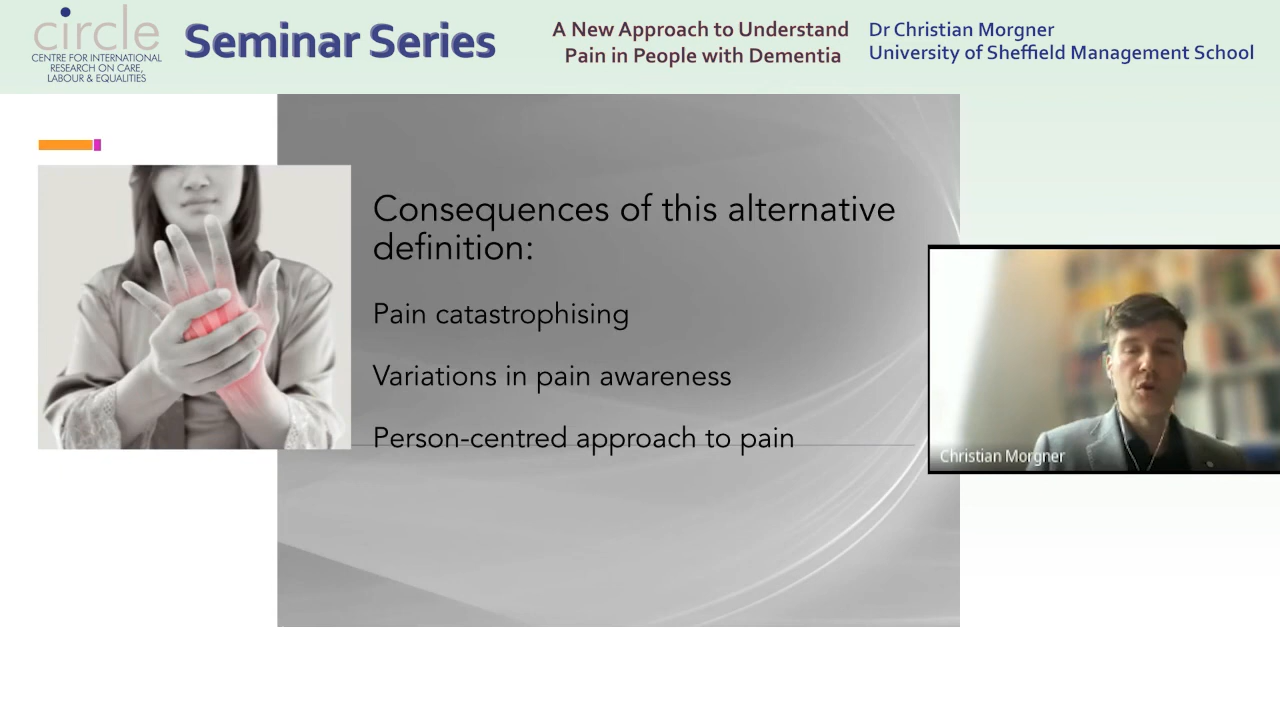 circle
CENTRE FOR INTERNATIONAL
RESEARCH ON CARE,
LABOUR & EQUALITIES
Seminar Series
A New Approach to Understand
Pain in People with Dementia
Dr Christian Morgner
University of Sheffield Management School
Consequences of this alternative
definition:
Pain catastrophising
Variations in pain awareness
Person-centred approach to pain
Christian Morgner